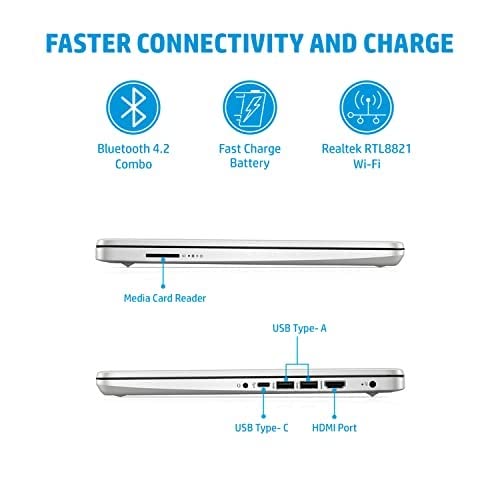 FASTER CONNECTIVITY AND CHARGE
Bluetooth 4.2
Combo
Fast Charge
Battery
Realtek RTL8821
Wi-Fi
Media Card Reader
USB Type- A
USB Type- C
HDMI Port